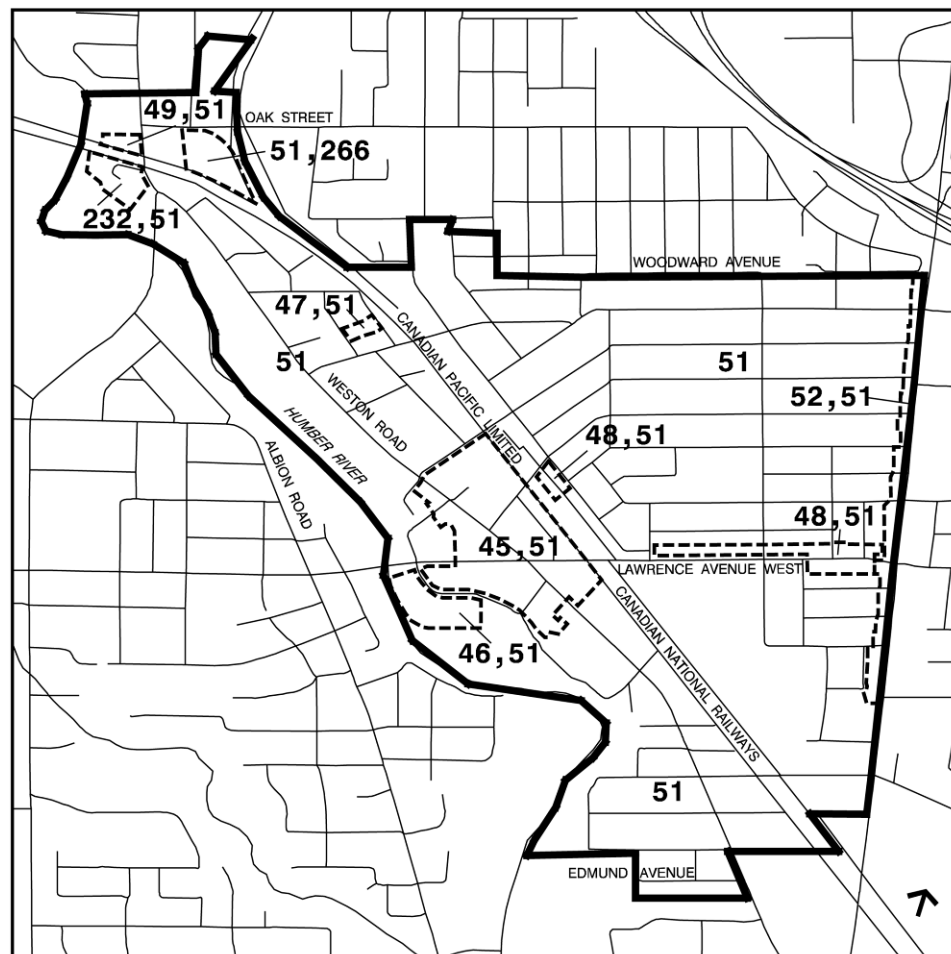 49,51
OAK STREET
51,266
232,51
WOODWARD AVENUE
47,51
CANADIAN PACIFIC LIMITED
51
51
WESTON ROAD
52,51
HUMBER RIVER
48,51
ALBION ROAD
48,51
45,51
LAWRENCE AVENUE WEST
CANADIAN NATIONAL RAILWAYS
46,51
51
EDMUND AVENUE